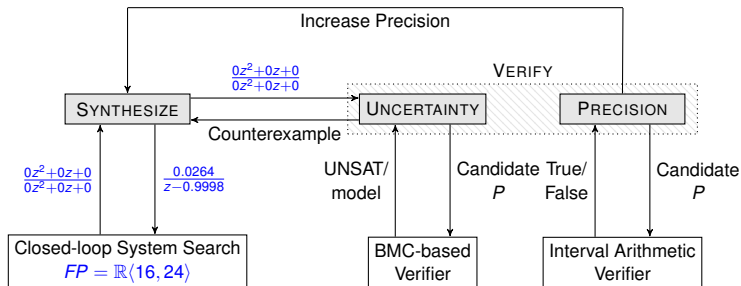 Increase Precision
VERIFY
0z²+0z+0
0z²+0z+0
SYNTHESIZE
UNCERTAINTY
PRECISION
Counterexample
0z²+0z+0
0z²+0z+0
0.0264
z−0.9998
UNSAT/
model
Candidate
P
True/
False
Candidate
P
Closed-loop System Search
FP = ℝ⟨16, 24⟩
BMC-based
Verifier
Interval Arithmetic
Verifier